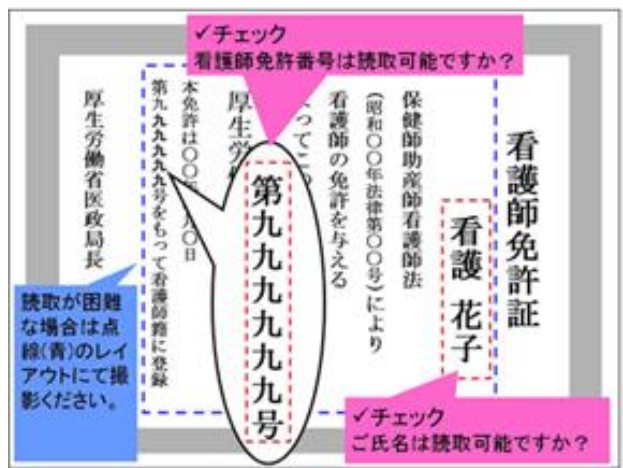 ✓チェック
看護師免許番号は読取可能ですか？
看護師免許証
看護 花子
保健師助産師看護師法
(昭和〇〇年法律第〇〇号)により
看護師の免許を与える
ってこの
厚生労
本免許は〇〇年
〇日
第九九九九九九九号をもって看護師籍に登録
厚生労働省医政局長
第九九九九九九九号
読取が困難
な場合は点
線(青)のレイ
アウトにて撮
影ください。
✓チェック
ご氏名は読取可能ですか？